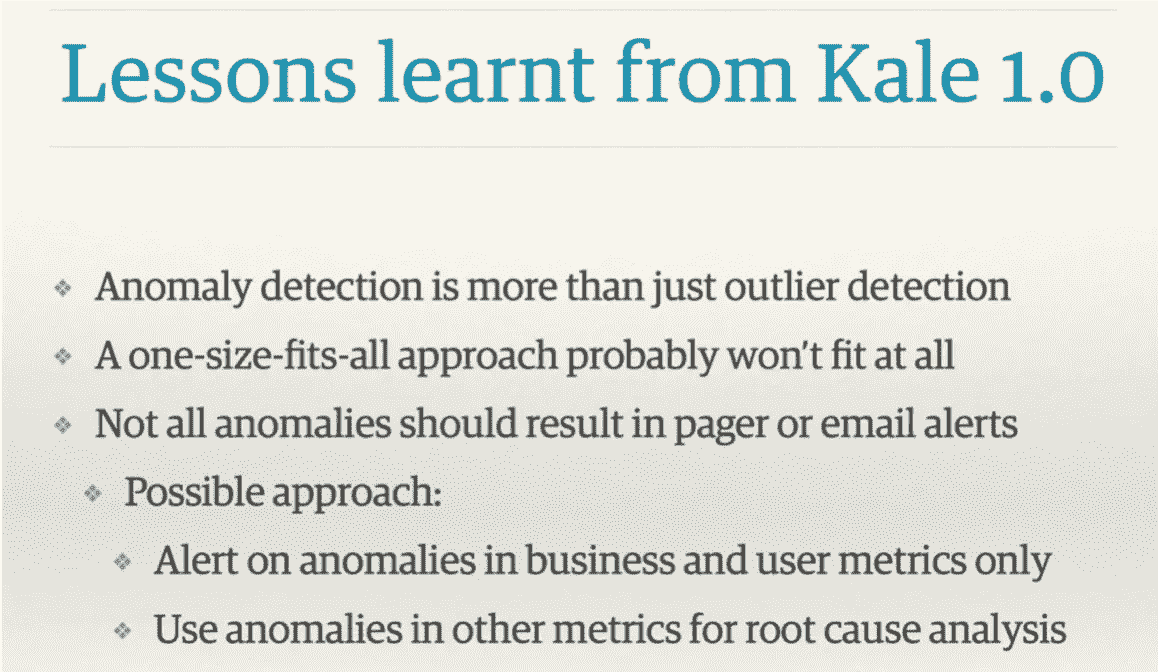 Lessons learnt from Kale 1.0
Anomaly detection is more than just outlier detection
A one-size-fits-all approach probably won't fit at all
Not all anomalies should result in pager or email alerts
Possible approach:
Alert on anomalies in business and user metrics only
Use anomalies in other metrics for root cause analysis